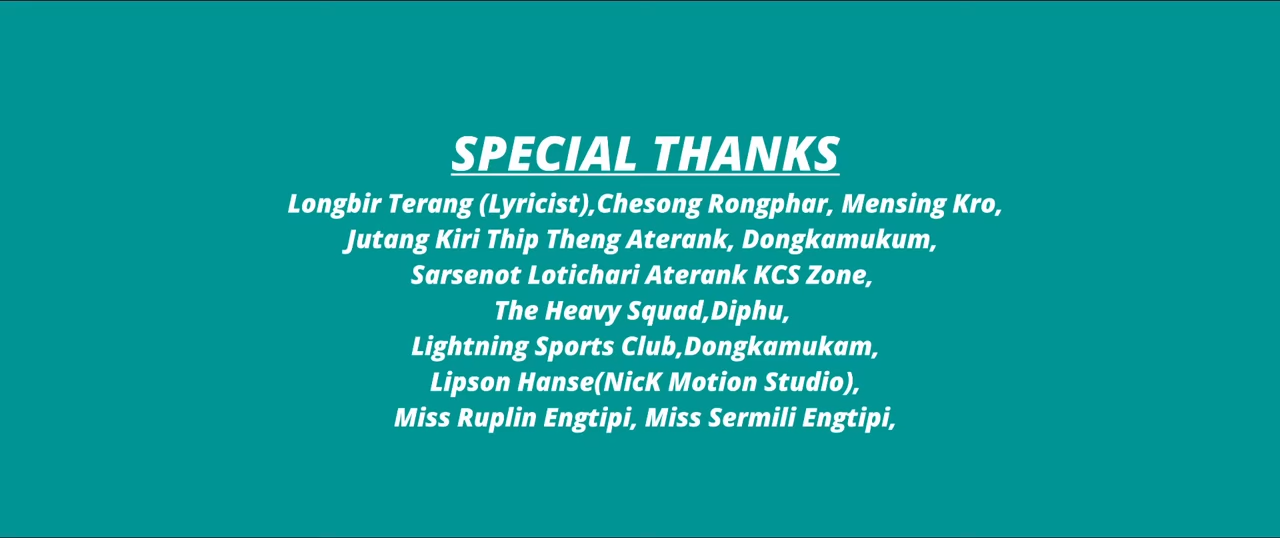 SPECIAL THANKS
Longbir Terang (Lyricist),Chesong Rongphar, Mensing Kro,
Jutang Kiri Thip Theng Aterank, Dongkamukum,
Sarsenot Lotichari Aterank KCS Zone,
The Heavy Squad,Diphu,
Lightning Sports Club,Dongkamukam,
Lipson Hanse(NicK Motion Studio),
Miss Ruplin Engtipi, Miss Sermili Engtipi,